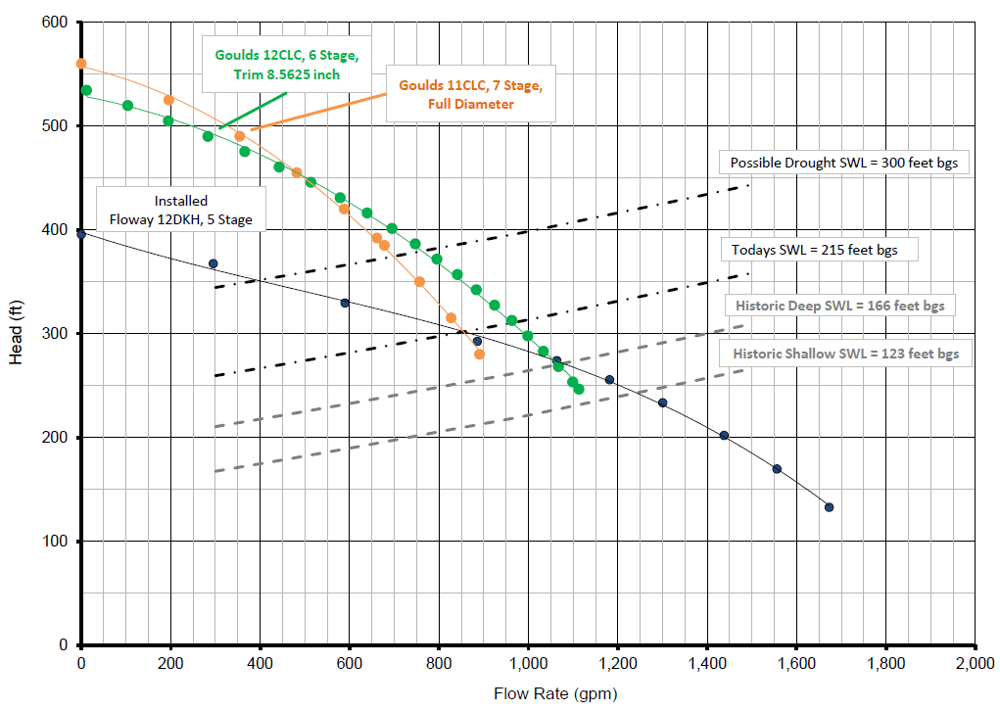 600
500
400
300
200
100
0
Head (ft)
Goulds 12CLC, 6 Stage,
Trim 8.5625 inch
Goulds 11CLC, 7 Stage,
Full Diameter
Possible Drought SWL = 300 feet bgs
Installed
Floway 12DKH, 5 Stage
Todays SWL = 215 feet bgs
Historic Deep SWL = 166 feet bgs
Historic Shallow SWL = 123 feet bgs
0 200 400 600 800 1,000 1,200 1,400 1,600 1,800 2,000
Flow Rate (gpm)